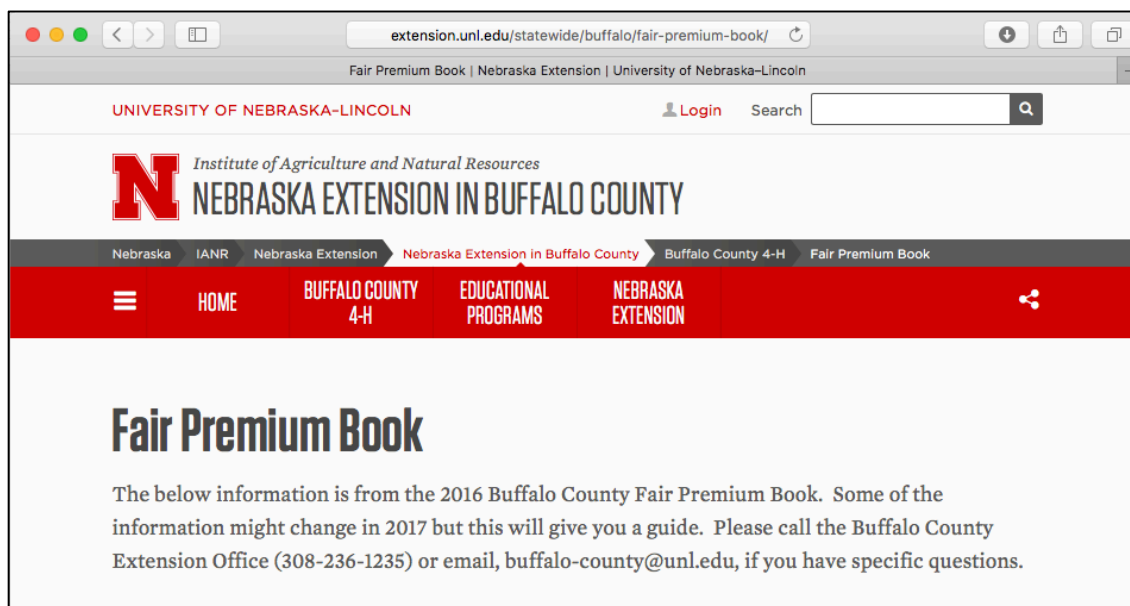 extension.unl.edu/statewide/buffalo/fair-premium-book/
Fair Premium Book | Nebraska Extension | University of Nebraska–Lincoln
UNIVERSITY OF NEBRASKA–LINCOLN Login Search
N
Institute of Agriculture and Natural Resources
NEBRASKA EXTENSION IN BUFFALO COUNTY
Nebraska IANR Nebraska Extension Nebraska Extension in Buffalo County Buffalo County 4-H Fair Premium Book
HOME
BUFFALO COUNTY
4-H
EDUCATIONAL
PROGRAMS
NEBRASKA
EXTENSION
Fair Premium Book
The below information is from the 2016 Buffalo County Fair Premium Book. Some of the
information might change in 2017 but this will give you a guide. Please call the Buffalo County
Extension Office (308-236-1235) or email, buffalo-county@unl.edu, if you have specific questions.